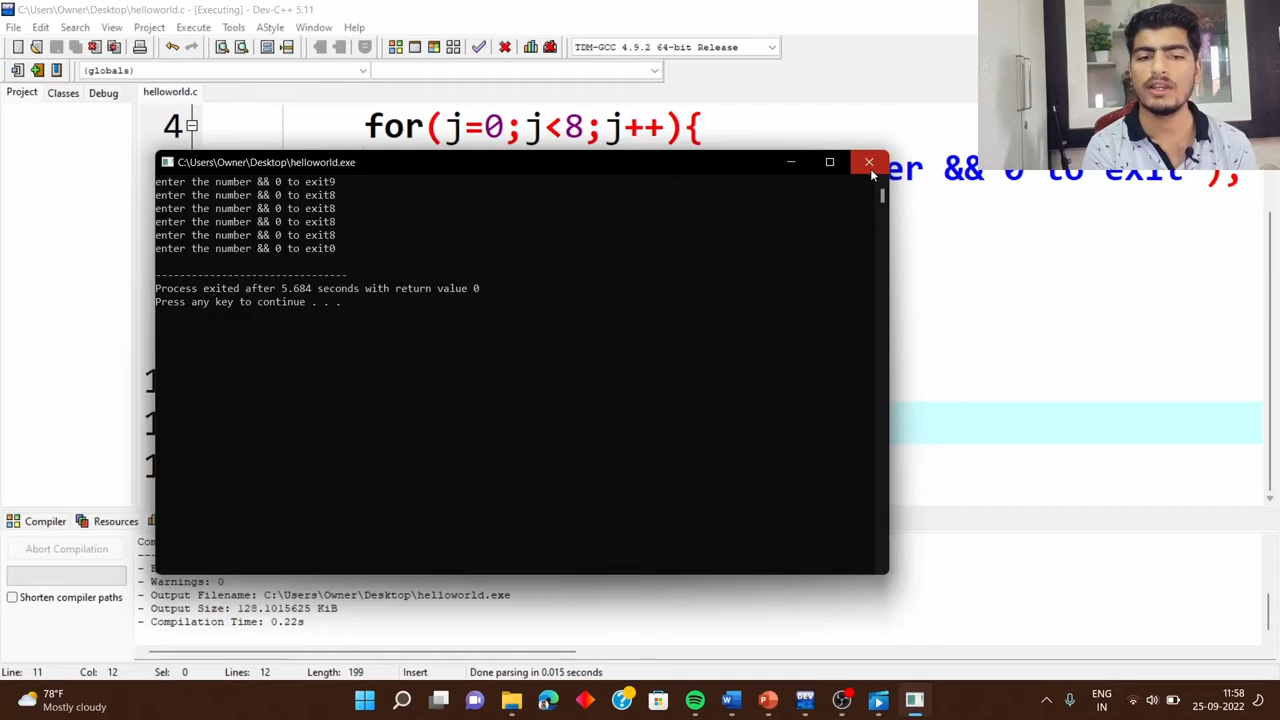 C:\Users\Owner\Desktop\helloworld.c - [Executing] - Dev-C++ 5.11
File Edit Search View Project Execute Tools AStyle Window Help
TDM-GCC 4.9.2 64-bit Release
(globals)
Project Classes Debug helloworld.c
4 for(j=0;j<8;j++){
&& 0 to exit");
C:\Users\Owner\Desktop\helloworld.exe
enter the number && 0 to exit9
enter the number && 0 to exit8
enter the number && 0 to exit8
enter the number && 0 to exit8
enter the number && 0 to exit8
enter the number && 0 to exit0
--------------------------------
Process exited after 5.684 seconds with return value 0
Press any key to continue . . .
Compiler Resources
Abort Compilation
Shorten compiler paths
- Warnings: 0
- Output Filename: C:\Users\Owner\Desktop\helloworld.exe
- Output Size: 128.1015625 KiB
- Compilation Time: 0.22s
Line: 11 Col: 12 Sel: 0 Lines: 12 Length: 199 Insert Done parsing in 0.015 seconds
78°F
Mostly cloudy
ENG
IN
11:58
25-09-2022